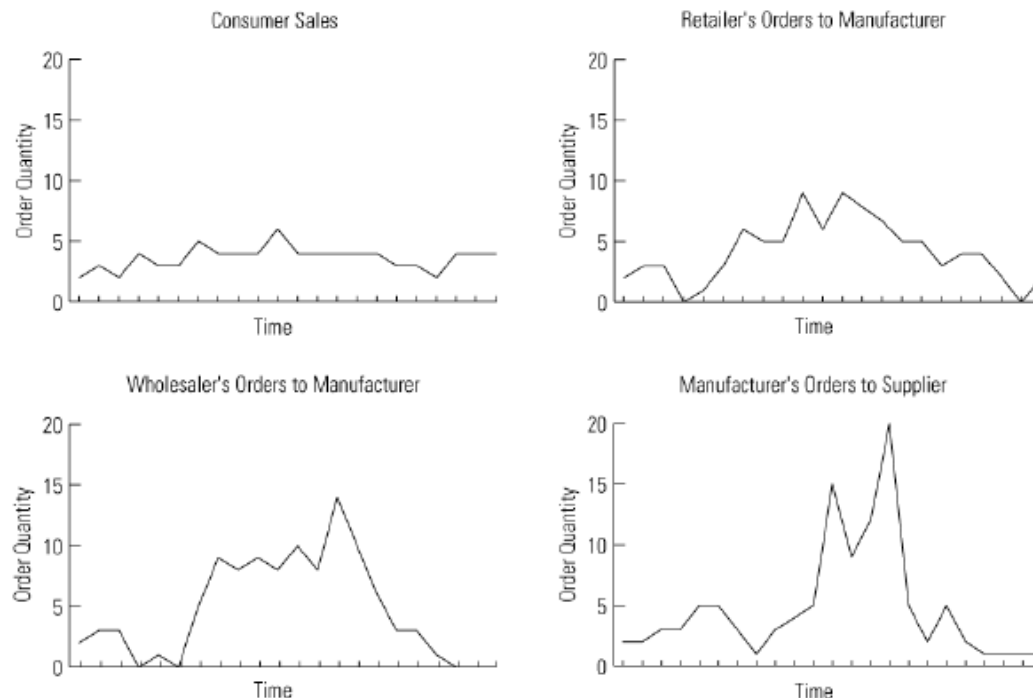 Consumer Sales
20
15
10
5
0
Order Quantity
Time
Retailer's Orders to Manufacturer
20
15
10
5
0
Order Quantity
Time
Wholesaler's Orders to Manufacturer
20
15
10
5
0
Order Quantity
Time
Manufacturer's Orders to Supplier
20
15
10
5
0
Order Quantity
Time